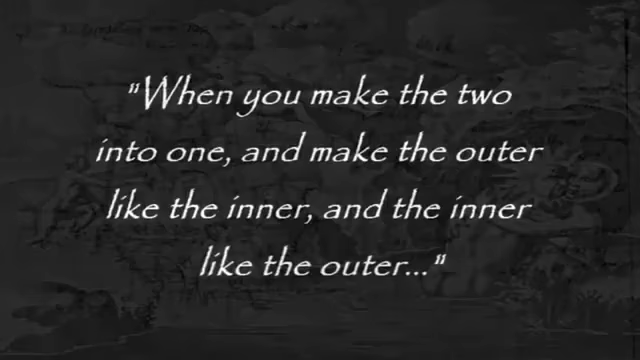 "When you make the two
into one, and make the outer
like the inner, and the inner
like the outer..."